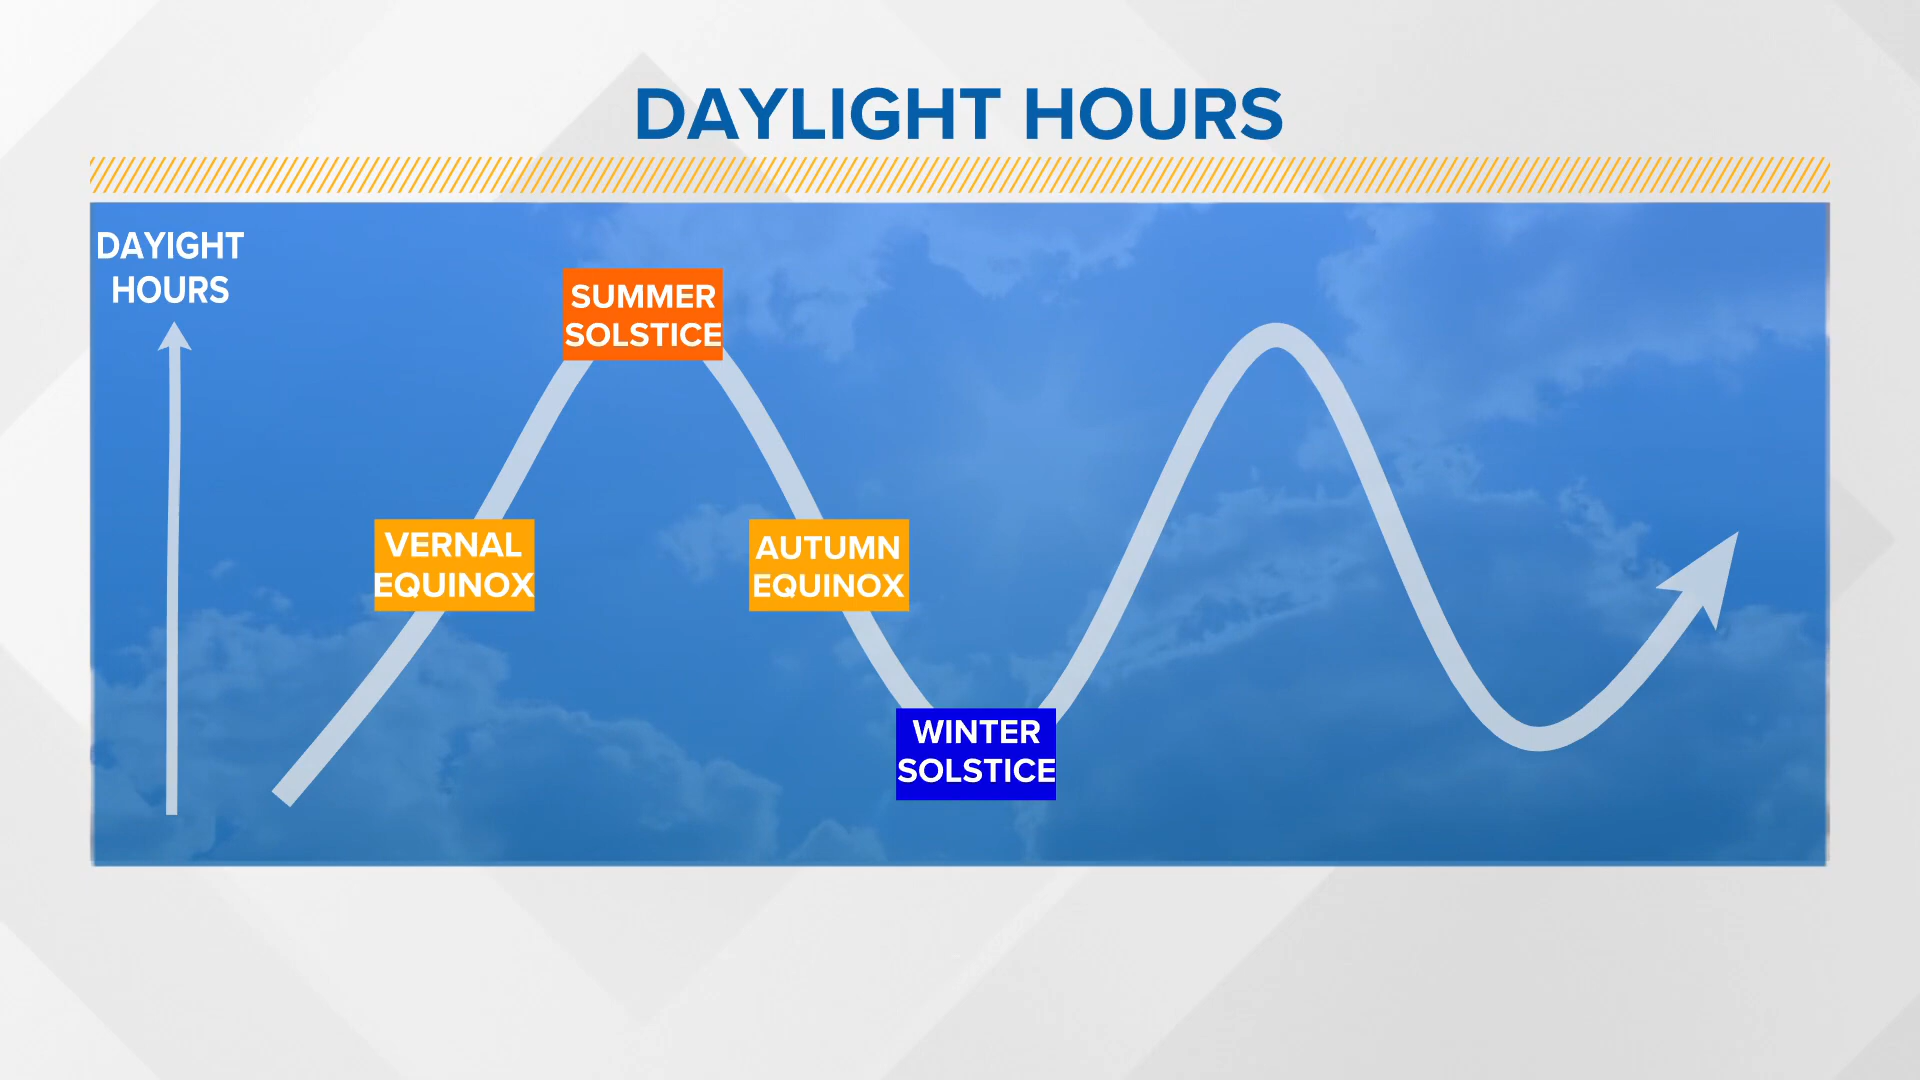 DAYLIGHT HOURS
DAYIGHT
HOURS
SUMMER
SOLSTICE
VERNAL
EQUINOX
AUTUMN
EQUINOX
WINTER
SOLSTICE